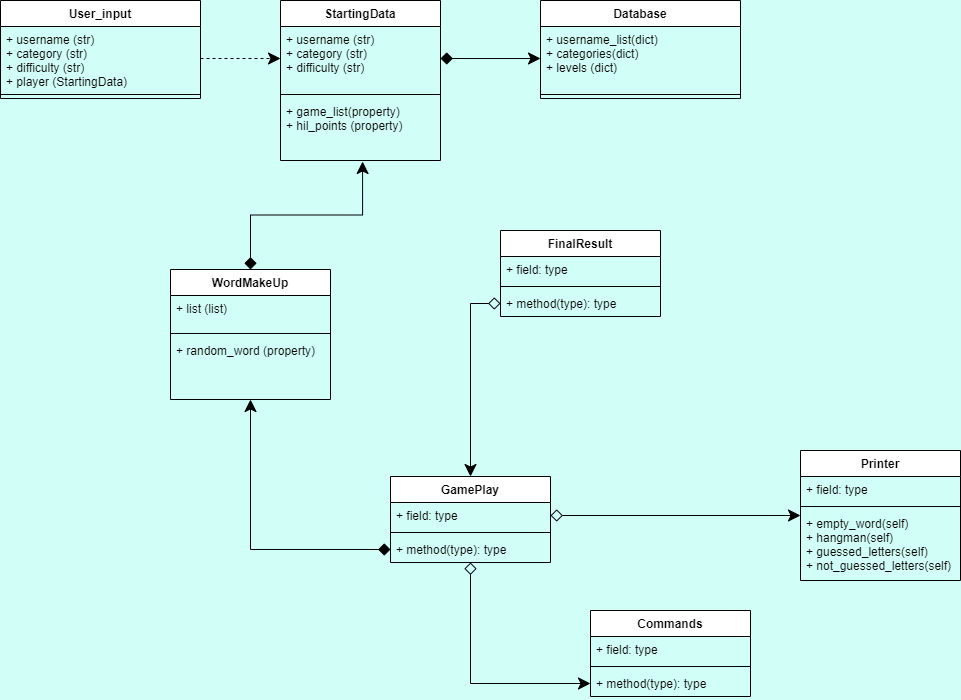 User_input
+ username (str)
+ category (str)
+ difficulty (str)
+ player (StartingData)
StartingData
+ username (str)
+ category (str)
+ difficulty (str)
+ game_list(property)
+ hil_points (property)
Database
+ username_list(dict)
+ categories(dict)
+ levels (dict)
WordMakeUp
+ list (list)
+ random_word (property)
FinalResult
+ field: type
+ method(type): type
GamePlay
+ field: type
+ method(type): type
Printer
+ field: type
+ empty_word(self)
+ hangman(self)
+ guessed_letters(self)
+ not_guessed_letters(self)
Commands
+ field: type
+ method(type): type